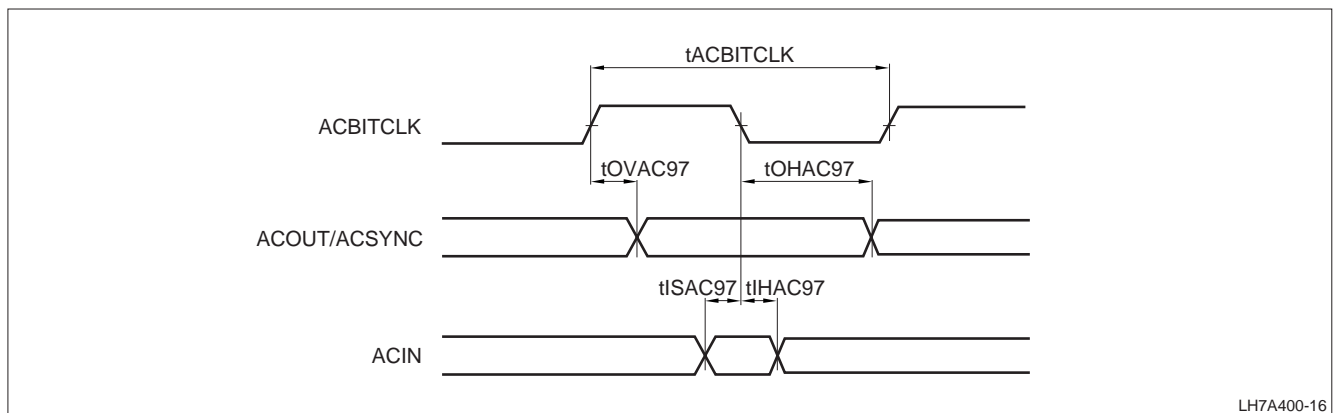 tACBITCLK
ACBITCLK
tOVAC97 tOHAC97
ACOUT/ACSYNC
tISAC97 tIHAC97
ACIN
LH7A400-16